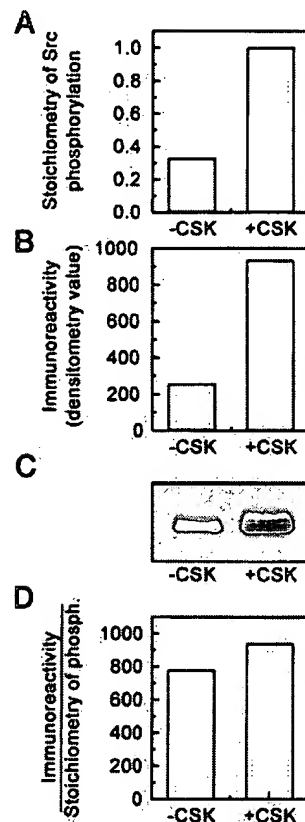 A
Stoichiometry of Src
phosphorylation
1.0
0.8
0.6
0.4
0.2
0.0
-CSK +CSK
B
Immunoreactivity
(densitometry value)
1000
800
600
400
200
0
-CSK +CSK
C
-CSK +CSK
D
Immunoreactivity
Stoichiometry of phosph.
1000
800
600
400
200
0
-CSK +CSK